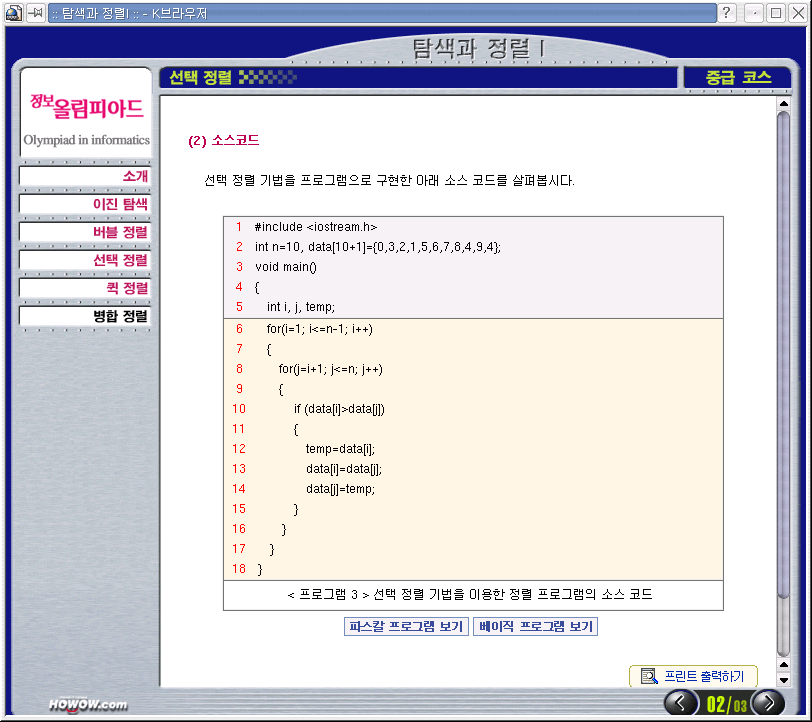 :: 탐색과 정렬I :: - K브라우저
탐색과 정렬 I
선택 정렬
중급 코스
정보올림피아드
Olympiad in informatics
소개
이진 탐색
버블 정렬
선택 정렬
퀵 정렬
병합 정렬
(2) 소스코드
선택 정렬 기법을 프로그램으로 구현한 아래 소스 코드를 살펴봅시다.
1 #include <iostream.h>
2 int n=10, data[10+1]={0,3,2,1,5,6,7,8,4,9,4};
3 void main()
4 {
5 int i, j, temp;
6 for(i=1; i<=n-1; i++)
7 {
8 for(j=i+1; j<=n; j++)
9 {
10 if (data[i]>data[j])
11 {
12 temp=data[i];
13 data[i]=data[j];
14 data[j]=temp;
15 }
16 }
17 }
18 }
< 프로그램 3 > 선택 정렬 기법을 이용한 정렬 프로그램의 소스 코드
파스칼 프로그램 보기 베이직 프로그램 보기
프린트 출력하기
HOWOW.com
02/03